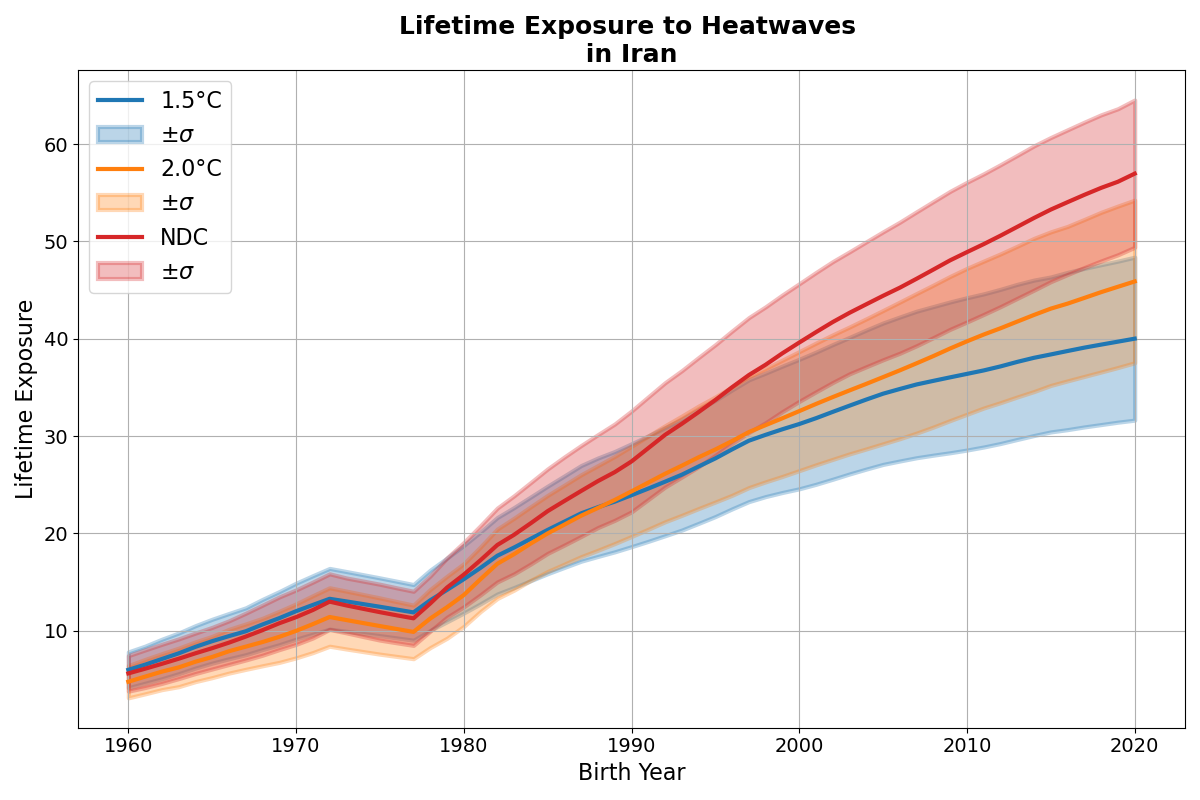 Lifetime Exposure to Heatwaves
in Iran
1.5°C
±σ
2.0°C
±σ
NDC
±σ
Lifetime Exposure
60
50
40
30
20
10
1960 1970 1980 1990 2000 2010 2020
Birth Year